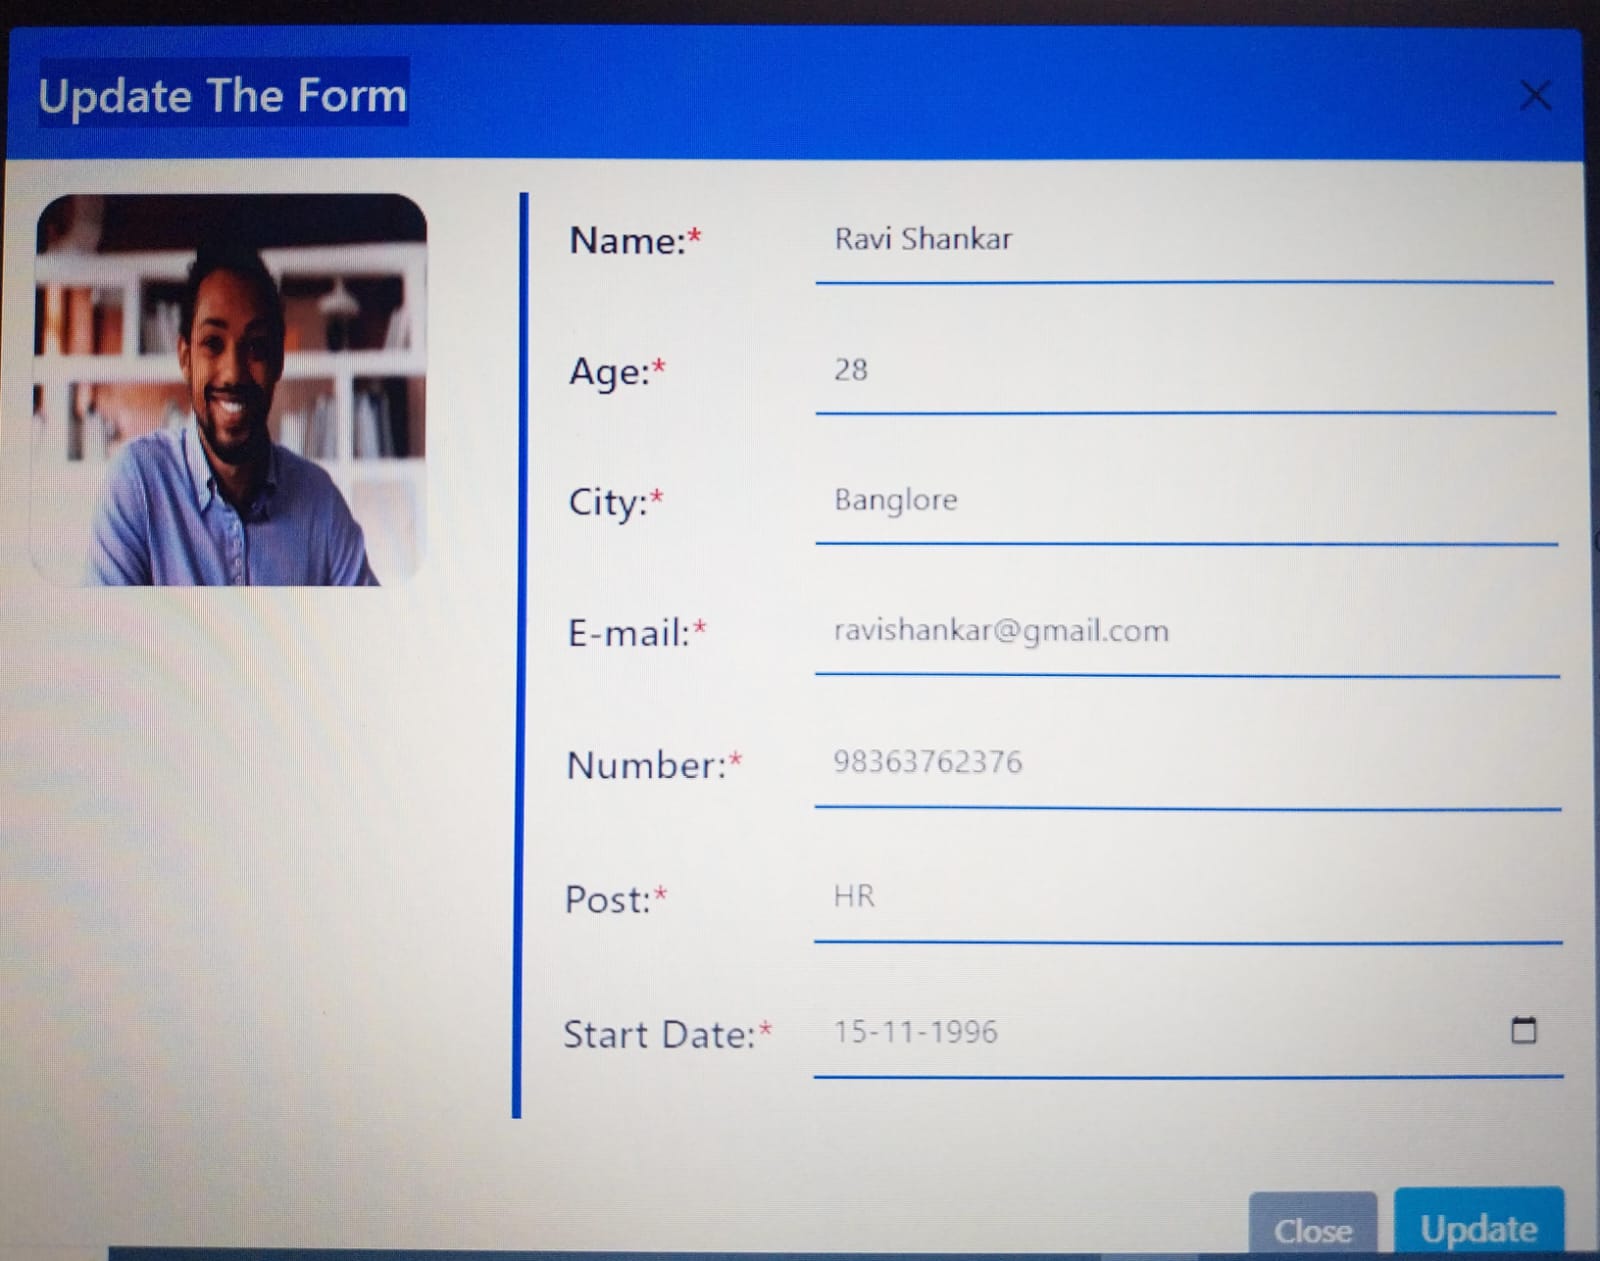 Update The Form
Name:* Ravi Shankar
Age:* 28
City:* Banglore
E-mail:* ravishankar@gmail.com
Number:* 98363762376
Post:* HR
Start Date:* 15-11-1996
Close Update